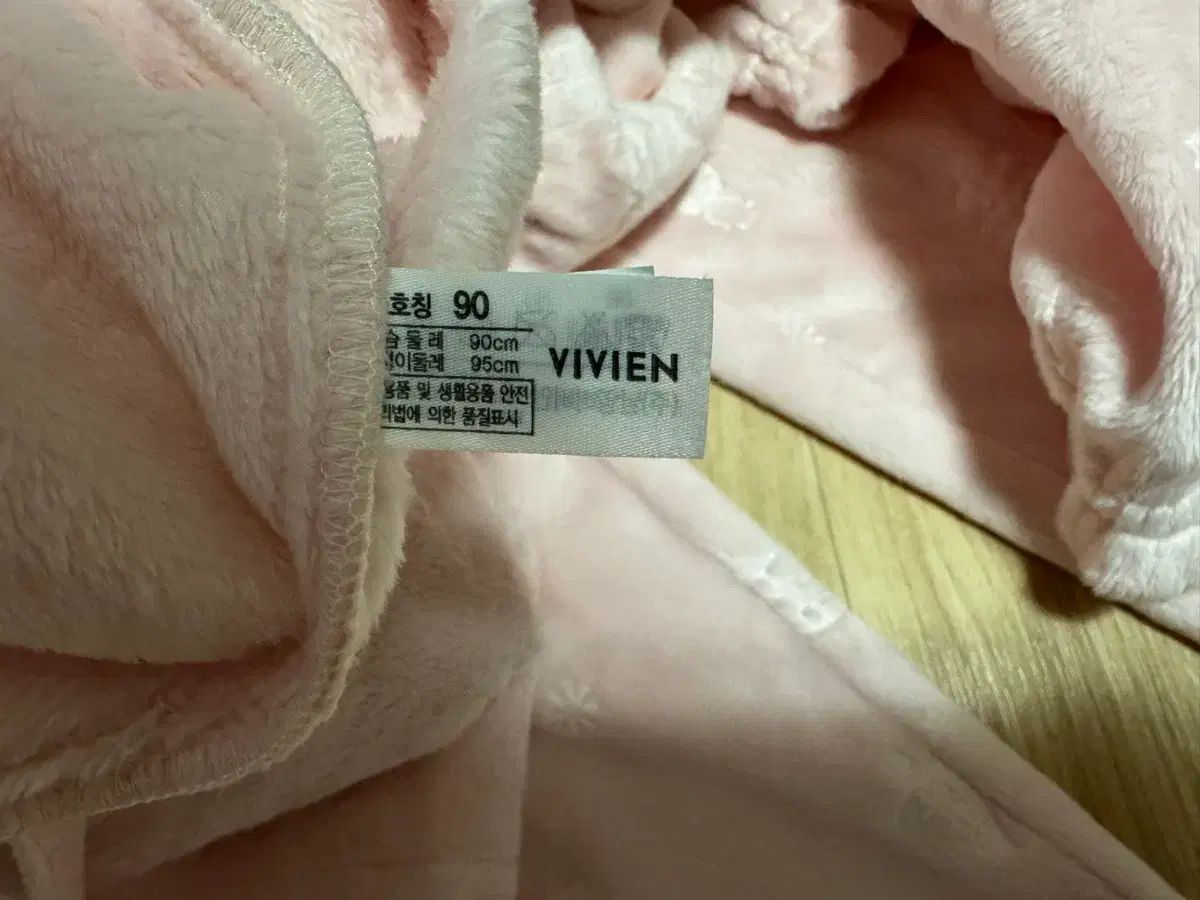 호칭 90
슴둘레 90cm
덩이둘레 95cm
용품 및 생활용품 안전
리법에 의한 품질표시
VIVIEN